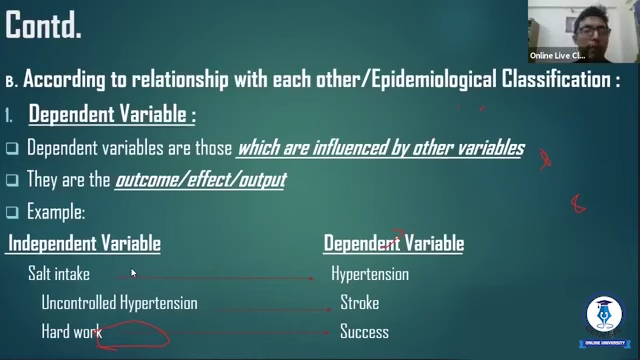 Contd.
Online Live Cl...
B. According to relationship with each other/Epidemiological Classification :
1. Dependent Variable :
Dependent variables are those which are influenced by other variables
They are the outcome/effect/output
Example:
Independent Variable Dependent Variable
Salt intake Hypertension
Uncontrolled Hypertension Stroke
Hard work Success
ONLINE UNIVERSITY